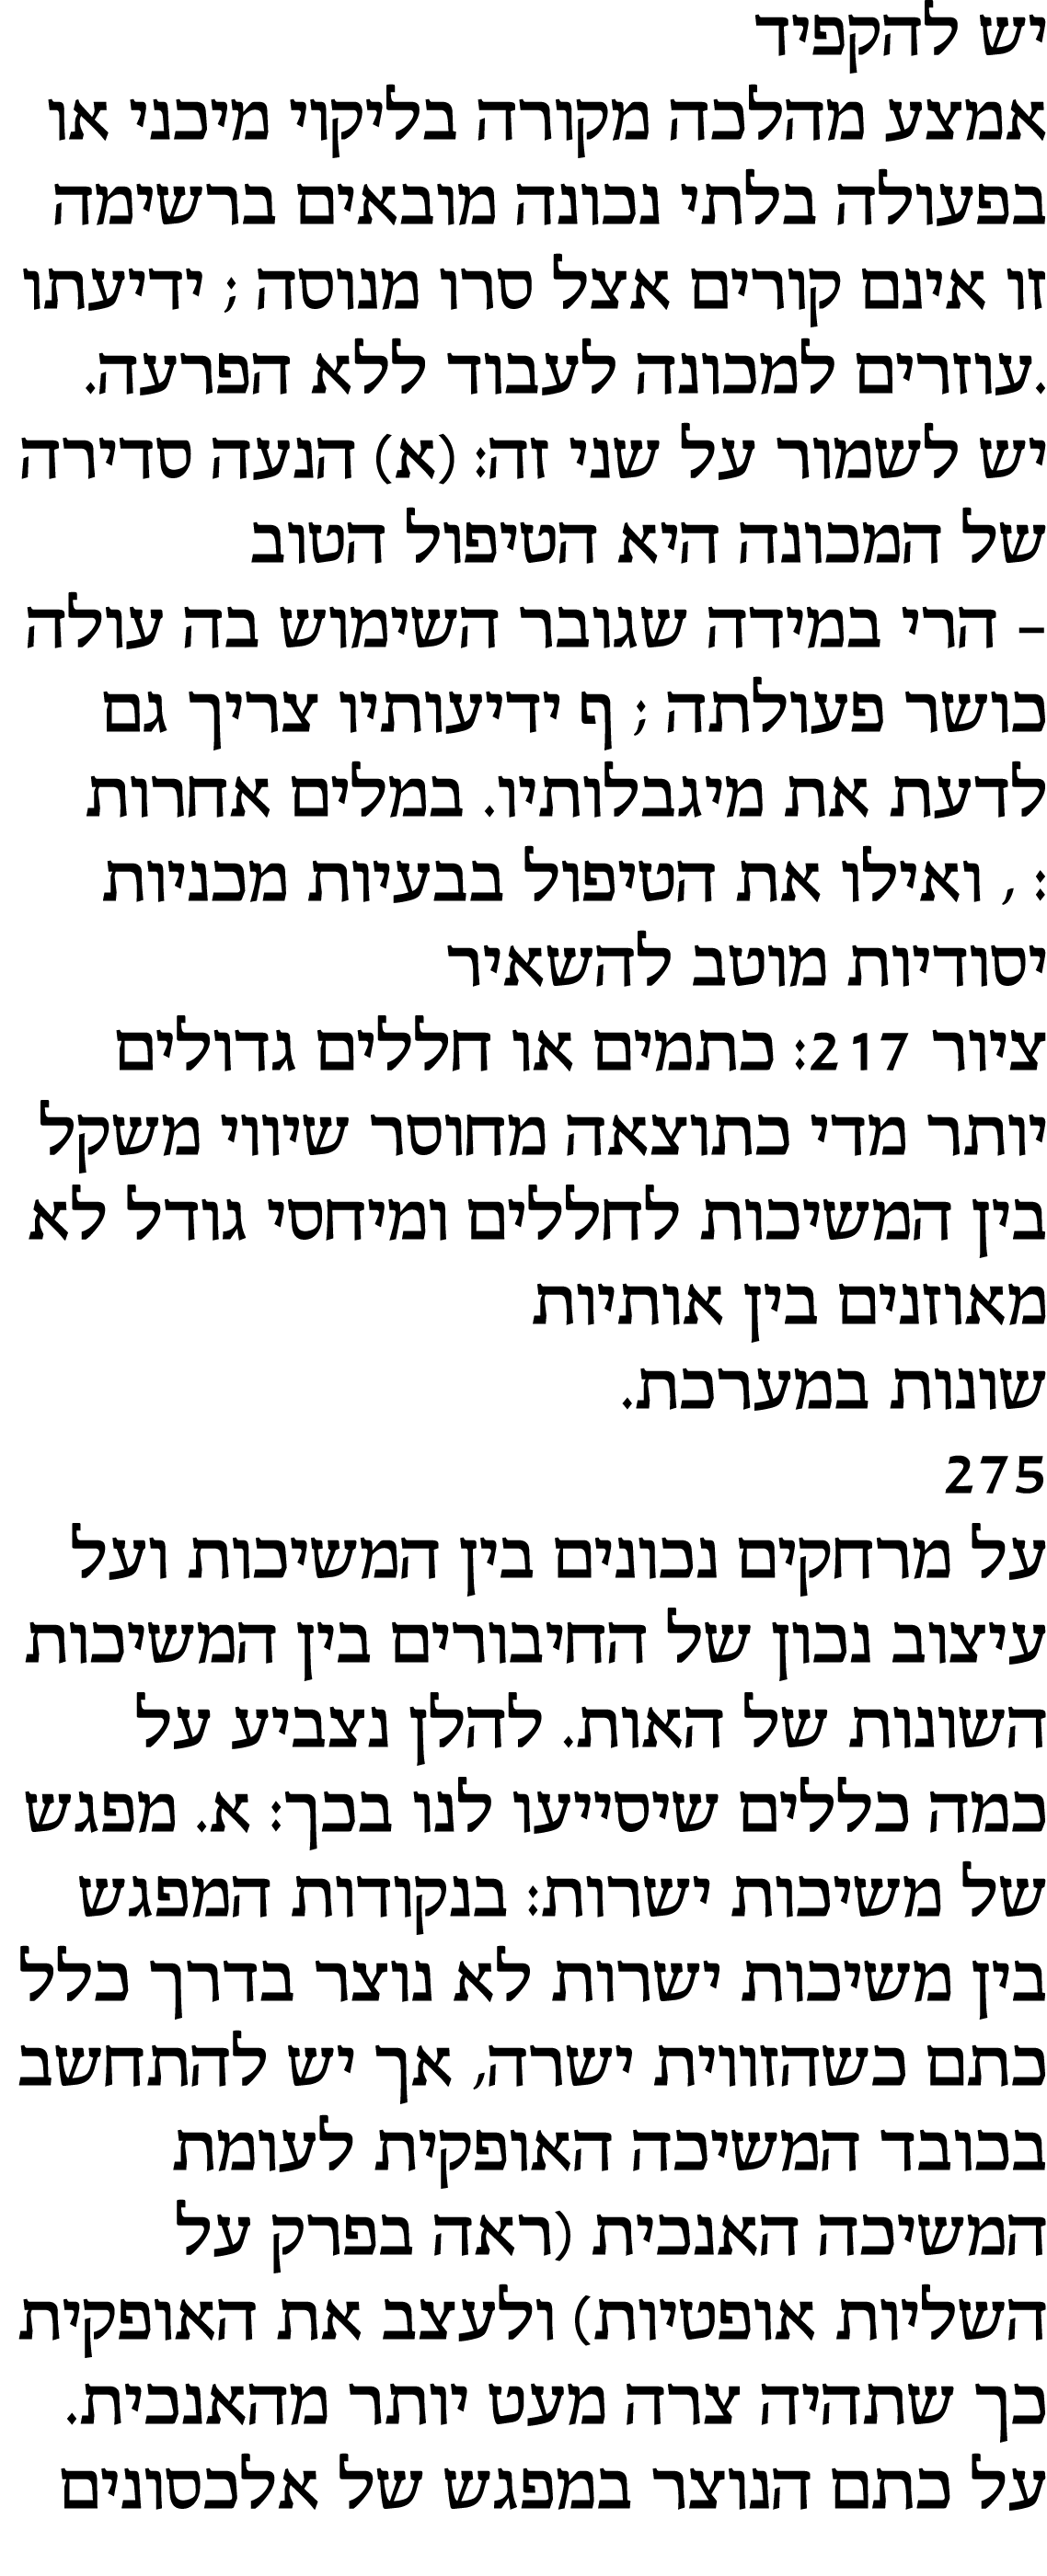 יש להקפיד
אמצע מהלכה מקורה בליקוי מיכני או
בפעולה בלתי נכונה מובאים ברשימה
זו אינם קורים אצל סרו מנוסה ; ידיעתו
.עוזרים למכונה לעבוד ללא הפרעה.
יש לשמור על שני זה: (א) הנעה סדירה
של המכונה היא הטיפול הטוב
– הרי במידה שגובר השימוש בה עולה
כושר פעולתה ; ף ידיעותיו צריך גם
לדעת את מיגבלותיו. במלים אחרות
: , ואילו את הטיפול בבעיות מכניות
יסודיות מוטב להשאיר
ציור 217: כתמים או חללים גדולים
יותר מדי כתוצאה מחוסר שיווי משקל
בין המשיכות לחללים ומיחסי גודל לא
מאוזנים בין אותיות
שונות במערכת.
275
על מרחקים נכונים בין המשיכות ועל
עיצוב נכון של החיבורים בין המשיכות
השונות של האות. להלן נצביע על
כמה כללים שיסייעו לנו בכך: א. מפגש
של משיכות ישרות: בנקודות המפגש
בין משיכות ישרות לא נוצר בדרך כלל
כתם כשהזווית ישרה, אך יש להתחשב
בכובד המשיכה האופקית לעומת
המשיכה האנכית (ראה בפרק על
השליות אופטיות) ולעצב את האופקית
כך שתהיה צרה מעט יותר מהאנכית.
על כתם הנוצר במפגש של אלכסונים